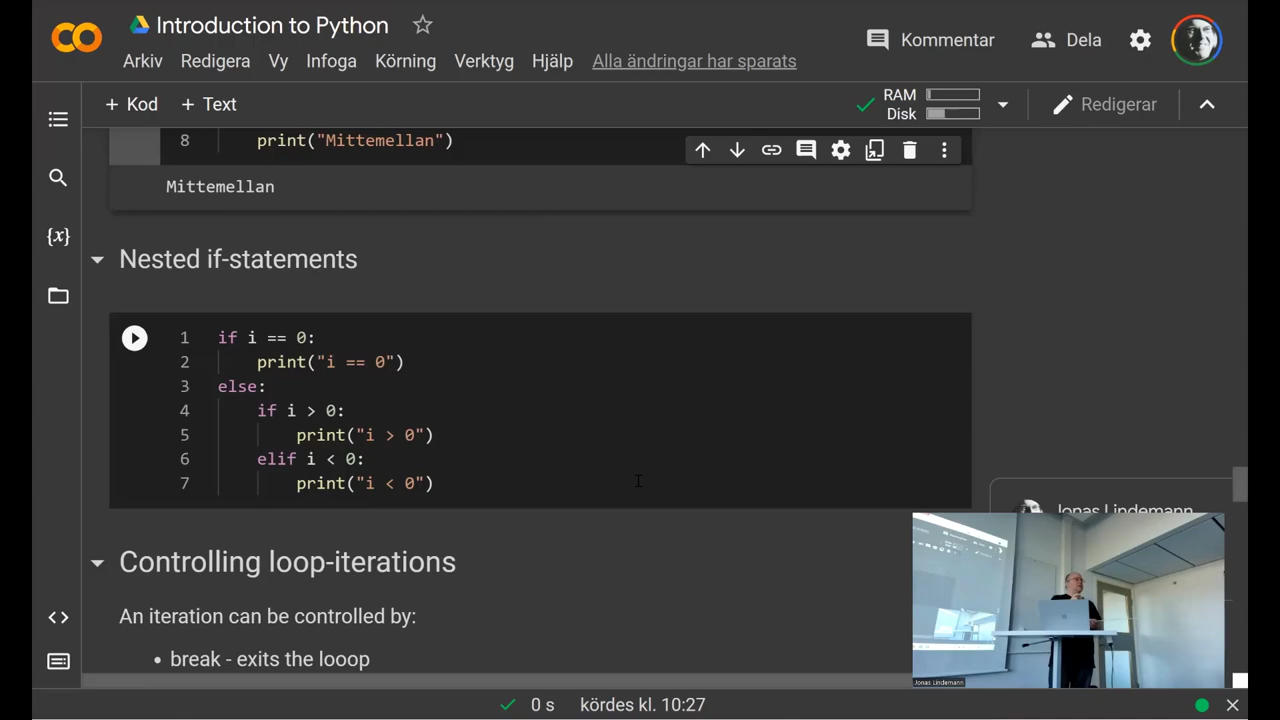 Introduction to Python
Arkiv Redigera Vy Infoga Körning Verktyg Hjälp Alla ändringar har sparats
Kommentar Dela
+ Kod + Text
RAM
Disk
Redigerar
8 print("Mittemellan")
Mittemellan
{x}
Nested if-statements
1 if i == 0:
2 print("i == 0")
3 else:
4 if i > 0:
5 print("i > 0")
6 elif i < 0:
7 print("i < 0")
Jonas Lindemann
Controlling loop-iterations
An iteration can be controlled by:
• break - exits the looop
Jonas Lindemann
0 s kördes kl. 10:27